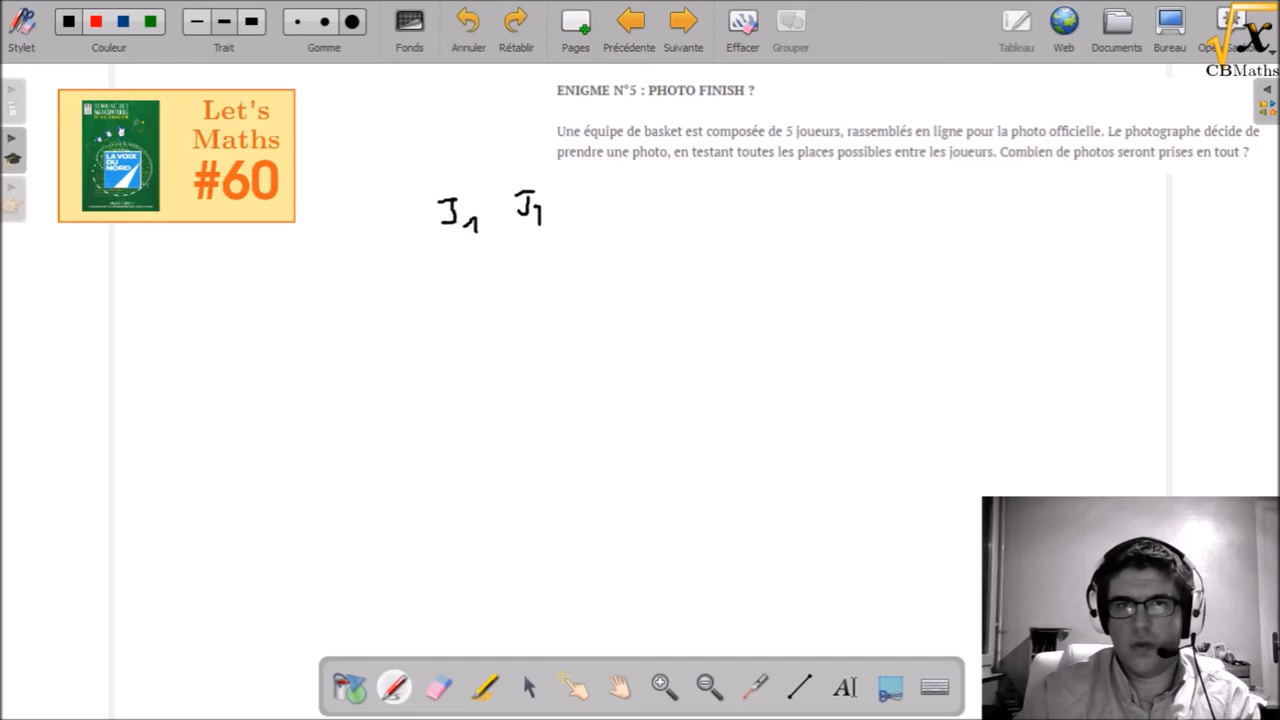 Stylet
Couleur
Trait
Gomme
Fonds
Annuler
Rétablir
Pages
Précédente
Suivante
Effacer
Grouper
Tableau
Web
Documents
Bureau
x
CBMaths
Let's
Maths
#60
LA VOIX
DU
NORD
ENIGME N°5 : PHOTO FINISH ?
Une équipe de basket est composée de 5 joueurs, rassemblés en ligne pour la photo officielle. Le photographe décide de
prendre une photo, en testant toutes les places possibles entre les joueurs. Combien de photos seront prises en tout ?
J1 J1
AI